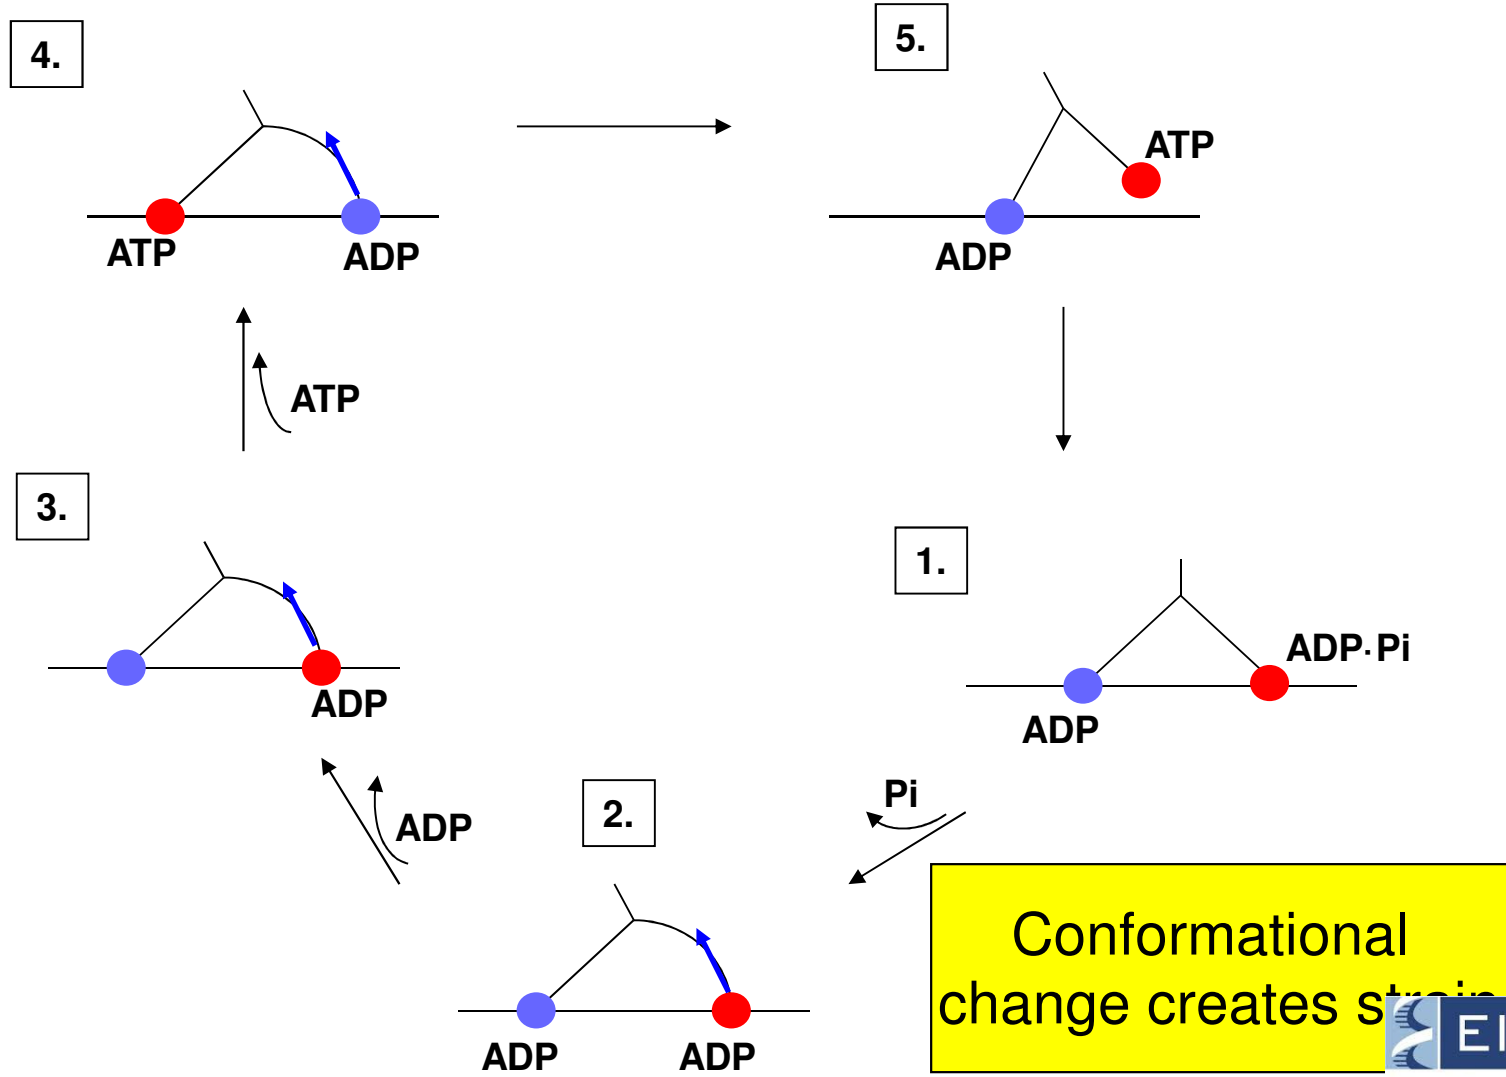 4.
5.
ATP
ATP
ADP
ADP
ATP
3.
1.
ADP·Pi
ADP
ADP
Pi
2.
ADP
Conformational
change creates
ADP
ADP